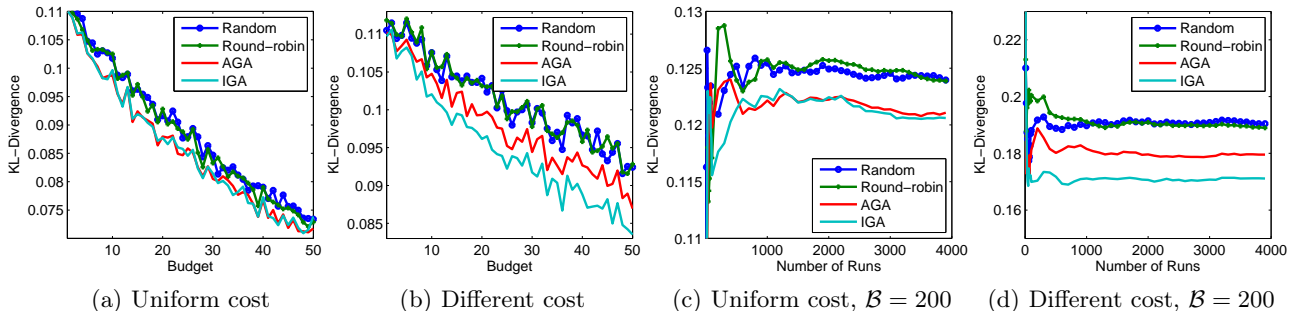 0.11
0.105
0.1
0.095
0.09
0.085
0.08
0.075
KL−Divergence
10 20 30 40 50
Budget
Random
Round−robin
AGA
IGA
(a) Uniform cost
0.11
0.105
0.1
0.095
0.09
0.085
KL−Divergence
10 20 30 40 50
Budget
Random
Round−robin
AGA
IGA
(b) Different cost
0.13
0.125
0.12
0.115
0.11
KL−Divergence
0 1000 2000 3000 4000
Number of Runs
Random
Round−robin
AGA
IGA
(c) Uniform cost, B = 200
0.22
0.2
0.18
0.16
KL−Divergence
0 1000 2000 3000 4000
Number of Runs
Random
Round−robin
AGA
IGA
(d) Different cost, B = 200